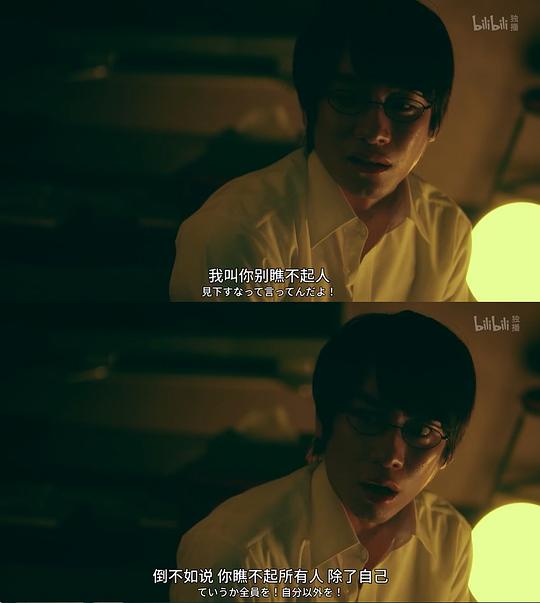 bilibili 独播
我叫你别瞧不起人
見下すなって言ってんだよ！
bilibili 独播
倒不如说 你瞧不起所有人 除了自己
ていうか全員を！自分以外を！